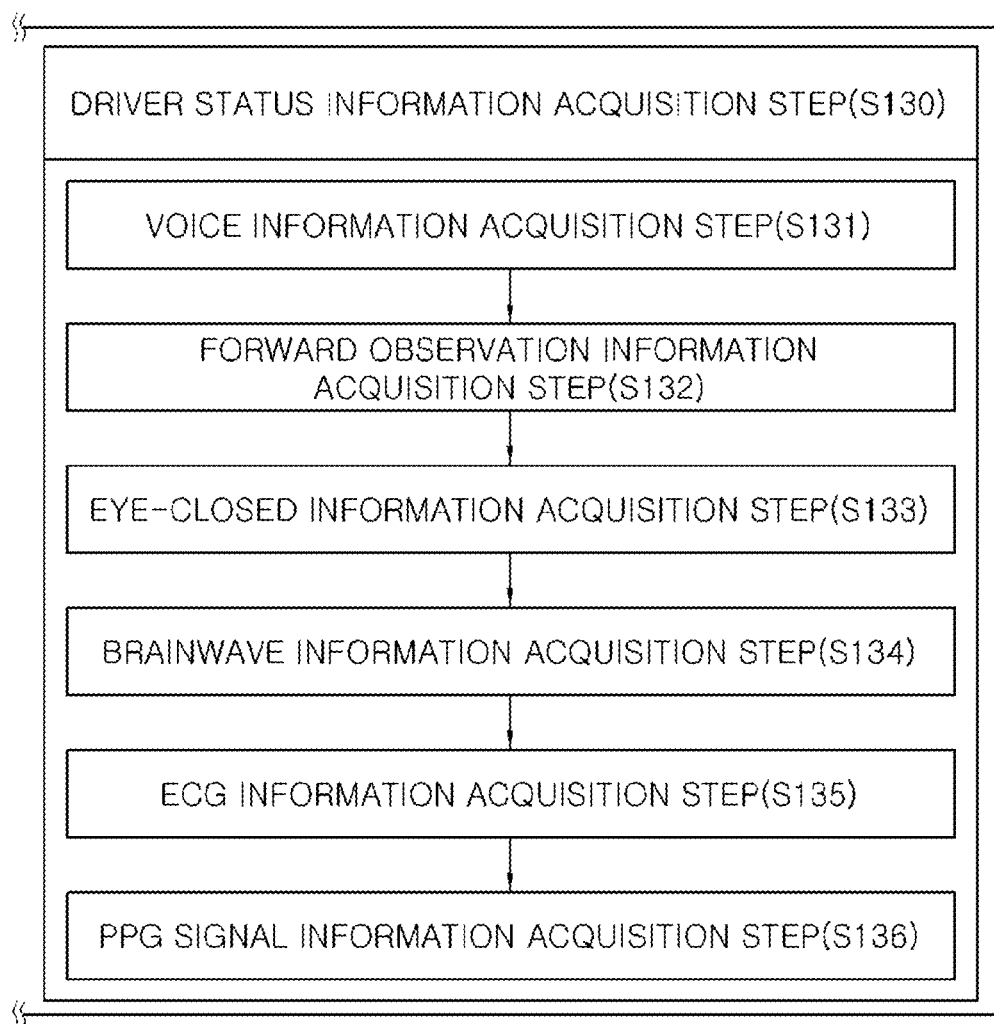 DRIVER STATUS INFORMATION ACQUISITION STEP(S130)
VOICE INFORMATION ACQUISITION STEP(S131)
FORWARD OBSERVATION INFORMATION
ACQUISITION STEP(S132)
EYE-CLOSED INFORMATION ACQUISITION STEP(S133)
BRAINWAVE INFORMATION ACQUISITION STEP(S134)
ECG INFORMATION ACQUISITION STEP(S135)
PPG SIGNAL INFORMATION ACQUISITION STEP(S136)